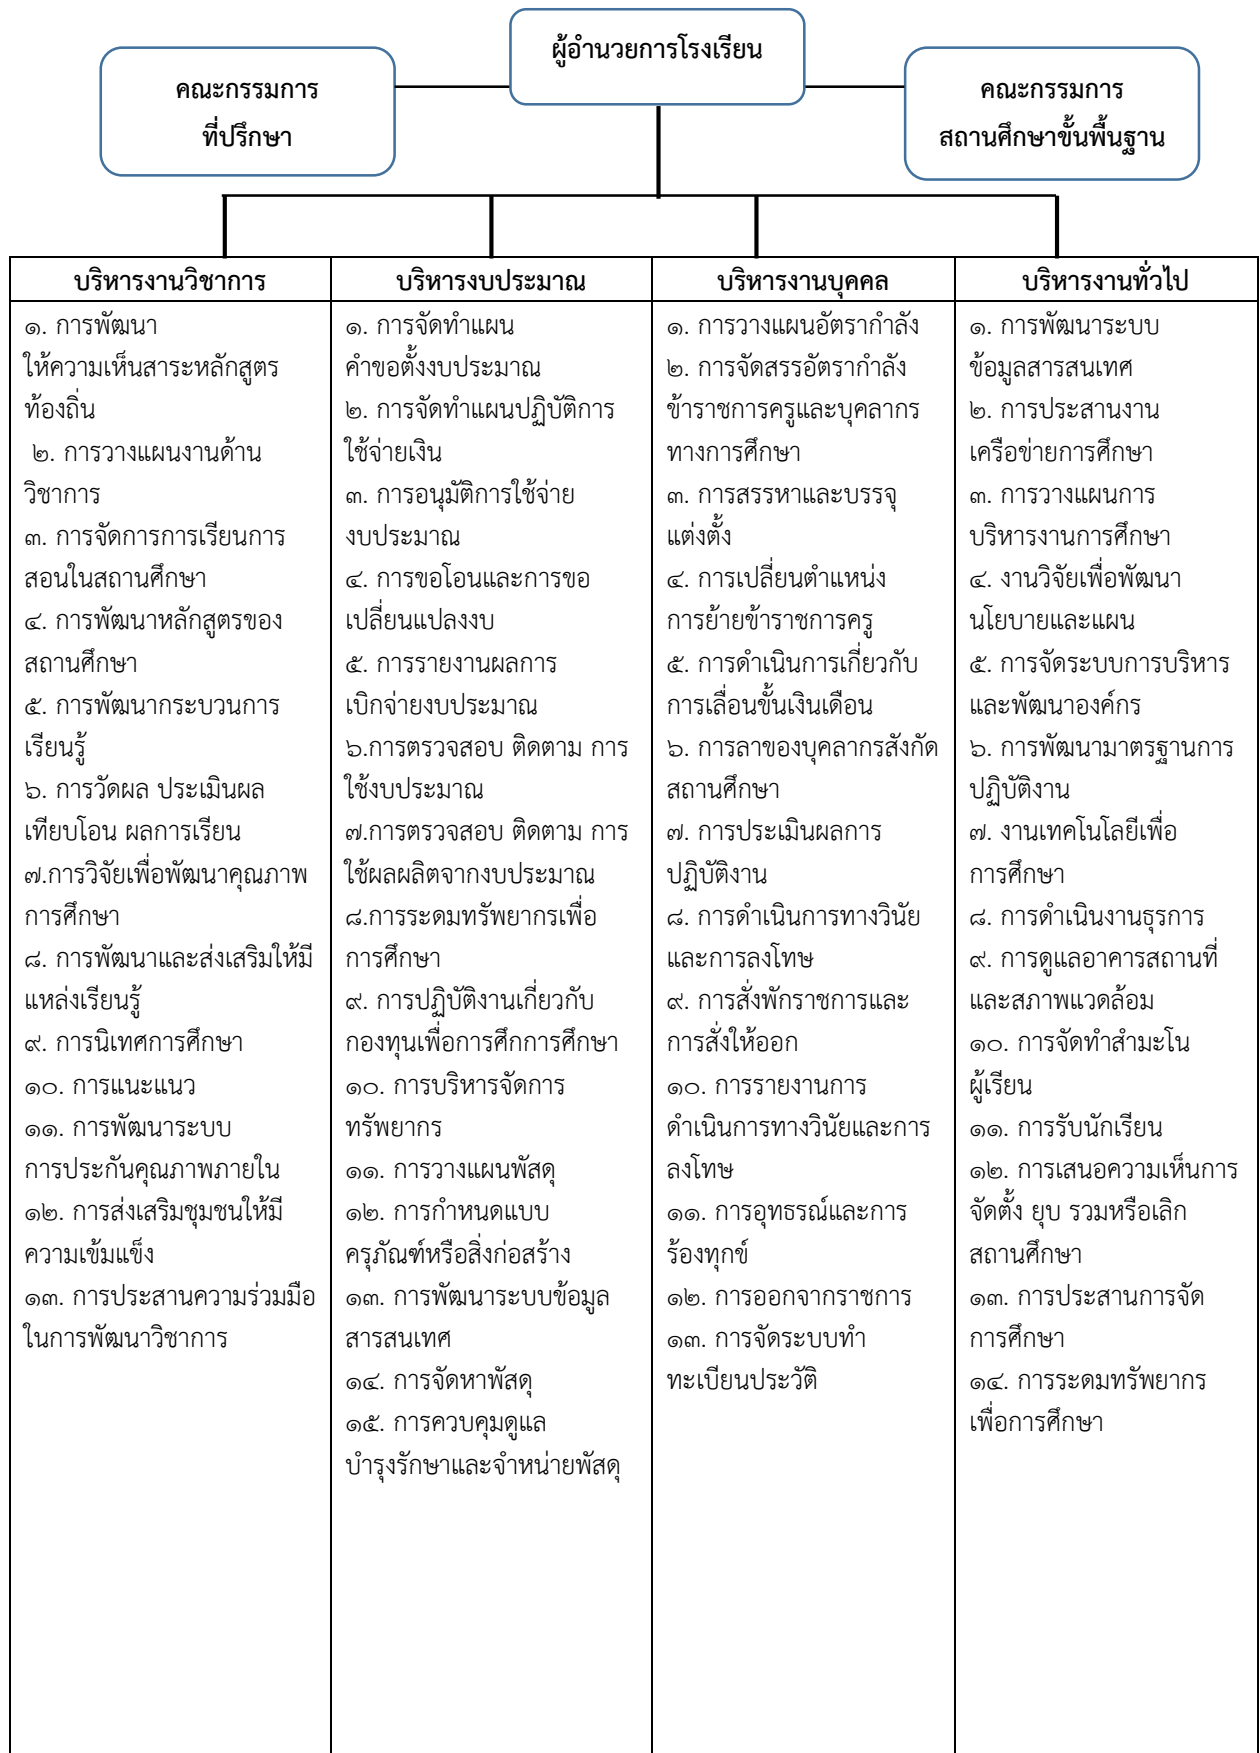 ผู้อำนวยการโรงเรียน
คณะกรรมการ
ที่ปรึกษา
คณะกรรมการ
สถานศึกษาขั้นพื้นฐาน
บริหารงานวิชาการ
๑. การพัฒนา
ให้ความเห็นสาระหลักสูตร
ท้องถิ่น
๒. การวางแผนงานด้าน
วิชาการ
๓. การจัดการการเรียนการ
สอนในสถานศึกษา
๔. การพัฒนาหลักสูตรของ
สถานศึกษา
๕. การพัฒนากระบวนการ
เรียนรู้
๖. การวัดผล ประเมินผล
เทียบโอน ผลการเรียน
๗.การวิจัยเพื่อพัฒนาคุณภาพ
การศึกษา
๘. การพัฒนาและส่งเสริมให้มี
แหล่งเรียนรู้
๙. การนิเทศการศึกษา
๑๐. การแนะแนว
๑๑. การพัฒนาระบบ
การประกันคุณภาพภายใน
๑๒. การส่งเสริมชุมชนให้มี
ความเข้มแข็ง
๑๓. การประสานความร่วมมือ
ในการพัฒนาวิชาการ
บริหารงบประมาณ
๑. การจัดทำแผน
คำขอตั้งงบประมาณ
๒. การจัดทำแผนปฏิบัติการ
ใช้จ่ายเงิน
๓. การอนุมัติการใช้จ่าย
งบประมาณ
๔. การขอโอนและการขอ
เปลี่ยนแปลงงบ
๕. การรายงานผลการ
เบิกจ่ายงบประมาณ
๖.การตรวจสอบ ติดตาม การ
ใช้งบประมาณ
๗.การตรวจสอบ ติดตาม การ
ใช้ผลผลิตจากงบประมาณ
๘.การระดมทรัพยากรเพื่อ
การศึกษา
๙. การปฏิบัติงานเกี่ยวกับ
กองทุนเพื่อการศึกการศึกษา
๑๐. การบริหารจัดการ
ทรัพยากร
๑๑. การวางแผนพัสดุ
๑๒. การกำหนดแบบ
ครุภัณฑ์หรือสิ่งก่อสร้าง
๑๓. การพัฒนาระบบข้อมูล
สารสนเทศ
๑๔. การจัดหาพัสดุ
๑๕. การควบคุมดูแล
บำรุงรักษาและจำหน่ายพัสดุ
บริหารงานบุคคล
๑. การวางแผนอัตรากำลัง
๒. การจัดสรรอัตรากำลัง
ข้าราชการครูและบุคลากร
ทางการศึกษา
๓. การสรรหาและบรรจุ
แต่งตั้ง
๔. การเปลี่ยนตำแหน่ง
การย้ายข้าราชการครู
๕. การดำเนินการเกี่ยวกับ
การเลื่อนขั้นเงินเดือน
๖. การลาของบุคลากรสังกัด
สถานศึกษา
๗. การประเมินผลการ
ปฏิบัติงาน
๘. การดำเนินการทางวินัย
และการลงโทษ
๙. การสั่งพักราชการและ
การสั่งให้ออก
๑๐. การรายงานการ
ดำเนินการทางวินัยและการ
ลงโทษ
๑๑. การอุทธรณ์และการ
ร้องทุกข์
๑๒. การออกจากราชการ
๑๓. การจัดระบบทำ
ทะเบียนประวัติ
บริหารงานทั่วไป
๑. การพัฒนาระบบ
ข้อมูลสารสนเทศ
๒. การประสานงาน
เครือข่ายการศึกษา
๓. การวางแผนการ
บริหารงานการศึกษา
๔. งานวิจัยเพื่อพัฒนา
นโยบายและแผน
๕. การจัดระบบการบริหาร
และพัฒนาองค์กร
๖. การพัฒนามาตรฐานการ
ปฏิบัติงาน
๗. งานเทคโนโลยีเพื่อ
การศึกษา
๘. การดำเนินงานธุรการ
๙. การดูแลอาคารสถานที่
และสภาพแวดล้อม
๑๐. การจัดทำสำมะโน
ผู้เรียน
๑๑. การรับนักเรียน
๑๒. การเสนอความเห็นการ
จัดตั้ง ยุบ รวมหรือเลิก
สถานศึกษา
๑๓. การประสานการจัด
การศึกษา
๑๔. การระดมทรัพยากร
เพื่อการศึกษา